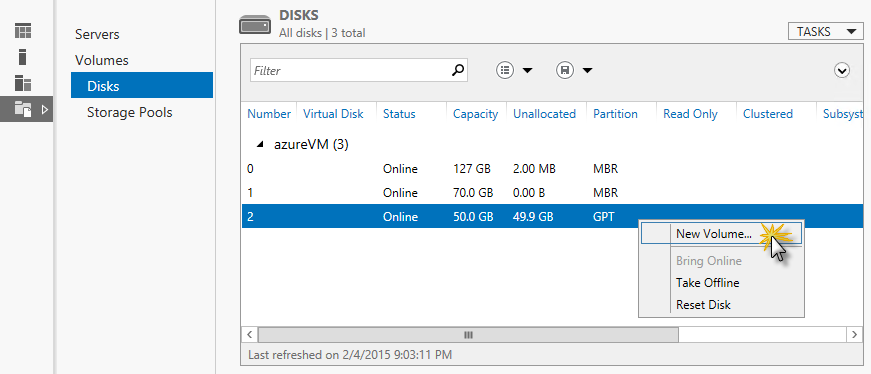 DISKS
All disks | 3 total
TASKS
Servers
Volumes
Disks
Storage Pools
Filter
Number Virtual Disk Status Capacity Unallocated Partition Read Only Clustered Subsyst
azureVM (3)
0 Online 127 GB 2.00 MB MBR
1 Online 70.0 GB 0.00 B MBR
2 Online 50.0 GB 49.9 GB GPT
New Volume...
Bring Online
Take Offline
Reset Disk
Last refreshed on 2/4/2015 9:03:11 PM